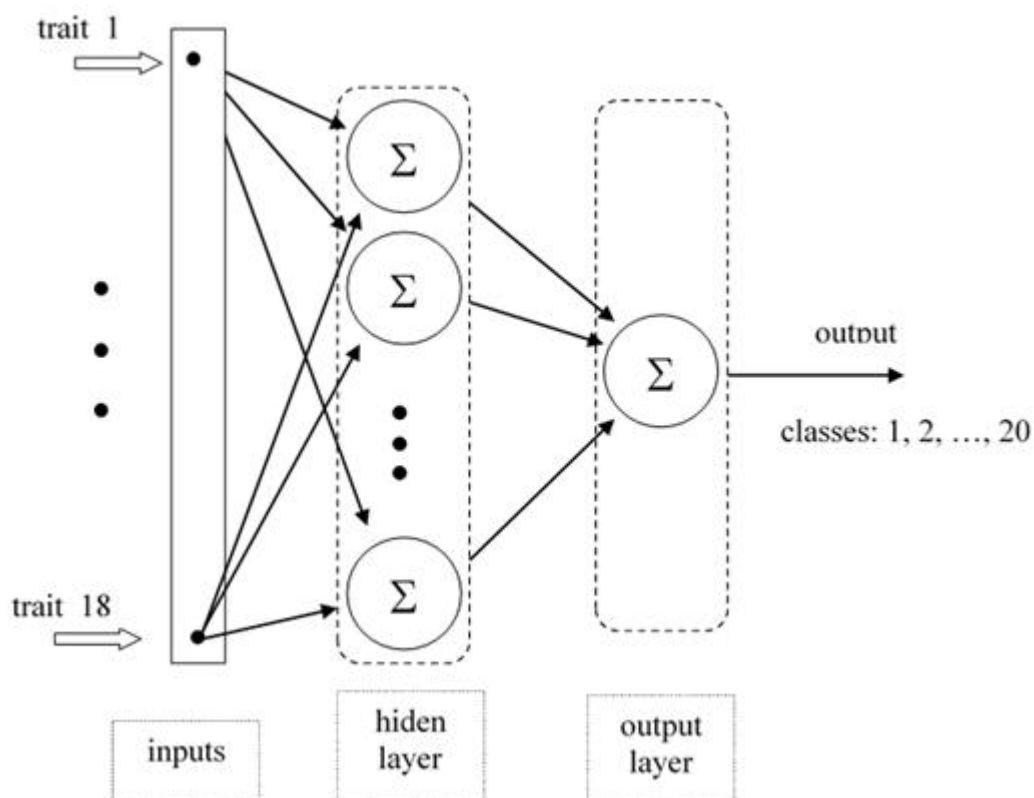 trait 1
Σ
Σ
Σ
Σ
output
classes: 1, 2, ..., 20
trait 18
inputs
hiden
layer
output
layer